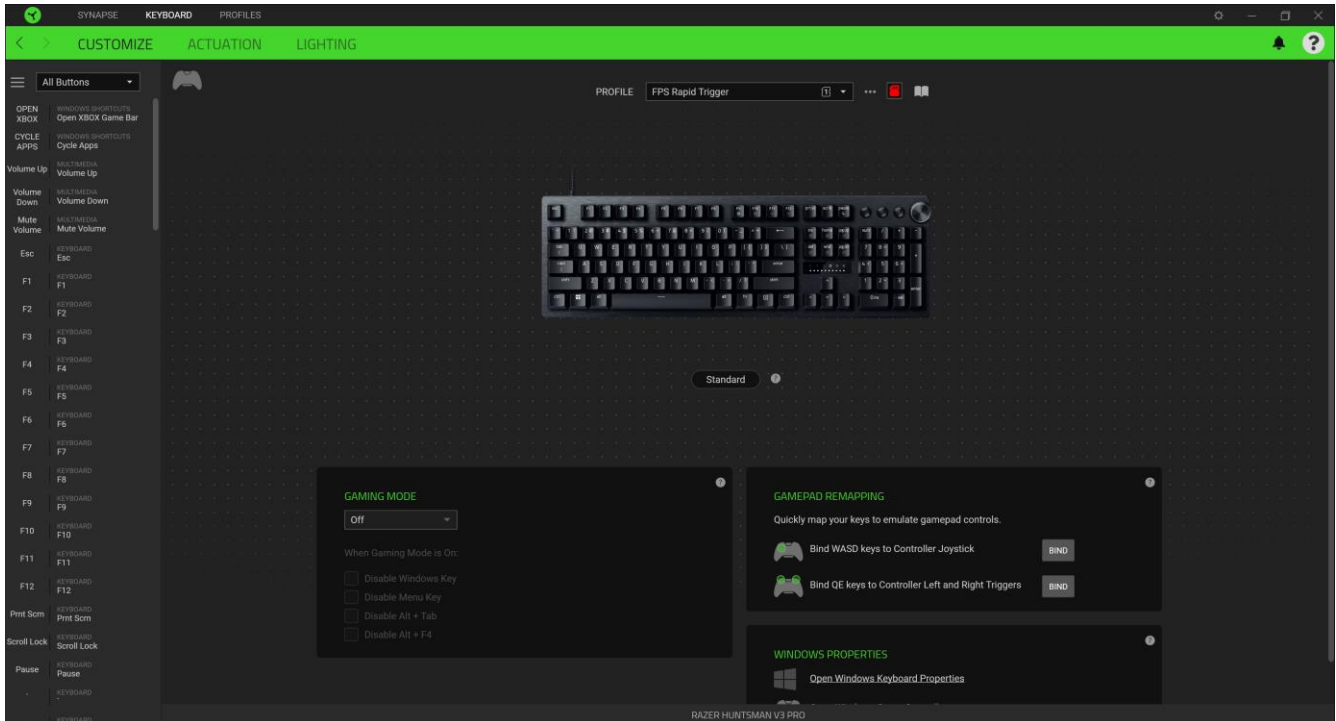 SYNAPSE KEYBOARD PROFILES
CUSTOMIZE ACTUATION LIGHTING
?
All Buttons
PROFILE FPS Rapid Trigger 1
OPEN XBOX
WINDOWS SHORTCUTS
Open XBOX Game Bar
CYCLE APPS
WINDOWS SHORTCUTS
Cycle Apps
Volume Up
MULTIMEDIA
Volume Up
Volume Down
MULTIMEDIA
Volume Down
Mute Volume
MULTIMEDIA
Mute Volume
Esc
KEYBOARD
Esc
F1
KEYBOARD
F1
F2
KEYBOARD
F2
F3
KEYBOARD
F3
F4
KEYBOARD
F4
F5
KEYBOARD
F5
F6
KEYBOARD
F6
F7
KEYBOARD
F7
F8
KEYBOARD
F8
F9
KEYBOARD
F9
F10
KEYBOARD
F10
F11
KEYBOARD
F11
F12
KEYBOARD
F12
Prnt Scrn
KEYBOARD
Prnt Scrn
Scroll Lock
KEYBOARD
Scroll Lock
Pause
KEYBOARD
Pause
KEYBOARD
KEYBOARD
Standard ?
GAMING MODE ?
Off
When Gaming Mode is On:
Disable Windows Key
Disable Menu Key
Disable Alt + Tab
Disable Alt + F4
GAMEPAD REMAPPING ?
Quickly map your keys to emulate gamepad controls.
Bind WASD keys to Controller Joystick BIND
Bind QE keys to Controller Left and Right Triggers BIND
WINDOWS PROPERTIES ?
Open Windows Keyboard Properties
RAZER HUNTSMAN V3 PRO